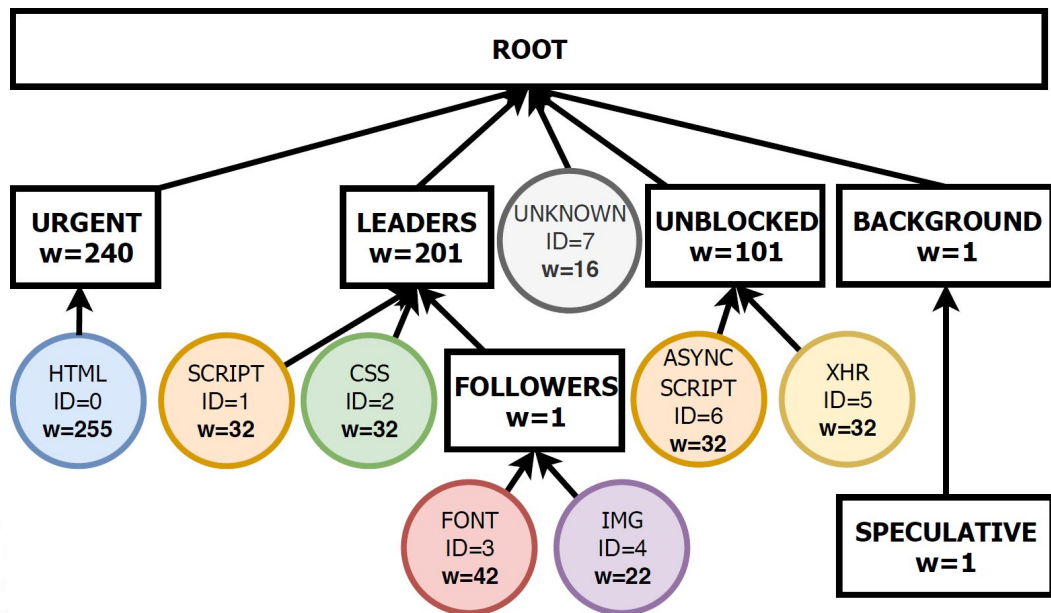 ROOT
URGENT
w=240
LEADERS
w=201
UNKNOWN
ID=7
w=16
UNBLOCKED
w=101
BACKGROUND
w=1
HTML
ID=0
w=255
SCRIPT
ID=1
w=32
CSS
ID=2
w=32
FOLLOWERS
w=1
ASYNC
SCRIPT
ID=6
w=32
XHR
ID=5
w=32
FONT
ID=3
w=42
IMG
ID=4
w=22
SPECULATIVE
w=1